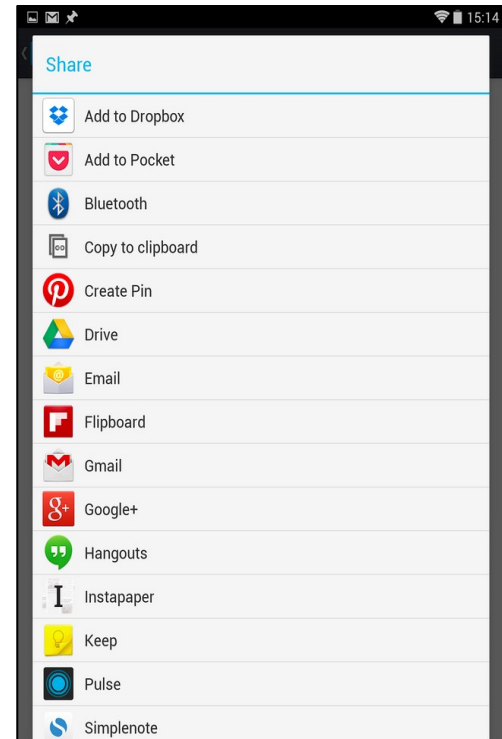 15:14
Share
Add to Dropbox
Add to Pocket
Bluetooth
Copy to clipboard
Create Pin
Drive
Email
Flipboard
Gmail
Google+
Hangouts
Instapaper
Keep
Pulse
Simplenote